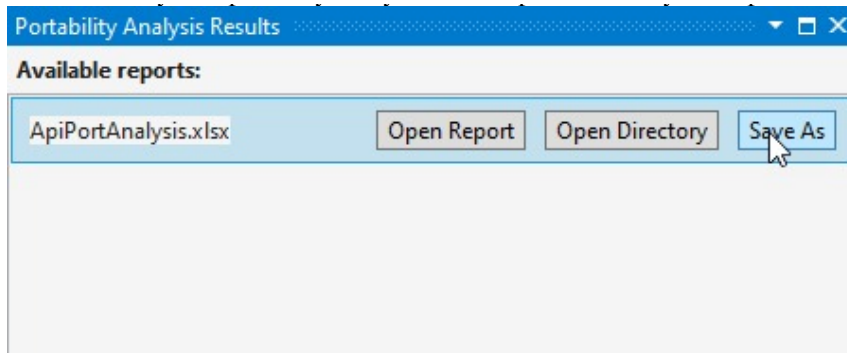 Portability Analysis Results
Available reports:
ApiPortAnalysis.xlsx Open Report Open Directory Save As